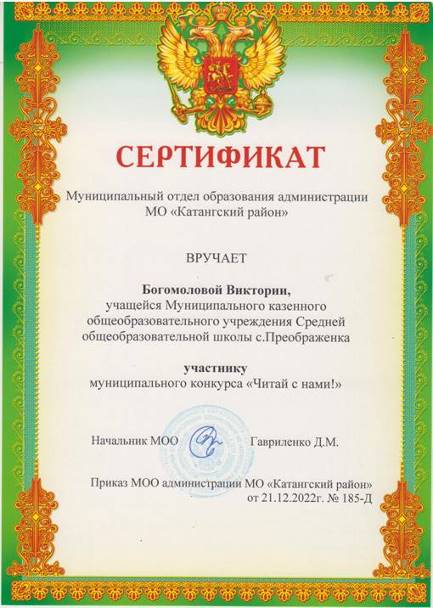 СЕРТИФИКАТ
Муниципальный отдел образования администрации
МО «Катангский район»
ВРУЧАЕТ
Богомоловой Виктории,
учащейся Муниципального казенного
общеобразовательного учреждения Средней
общеобразовательной школы с.Преображенка
участнику
муниципального конкурса «Читай с нами!»
Начальник МОО Гавриленко Д.М.
Приказ МОО администрации МО «Катангский район»
от 21.12.2022г. № 185-Д